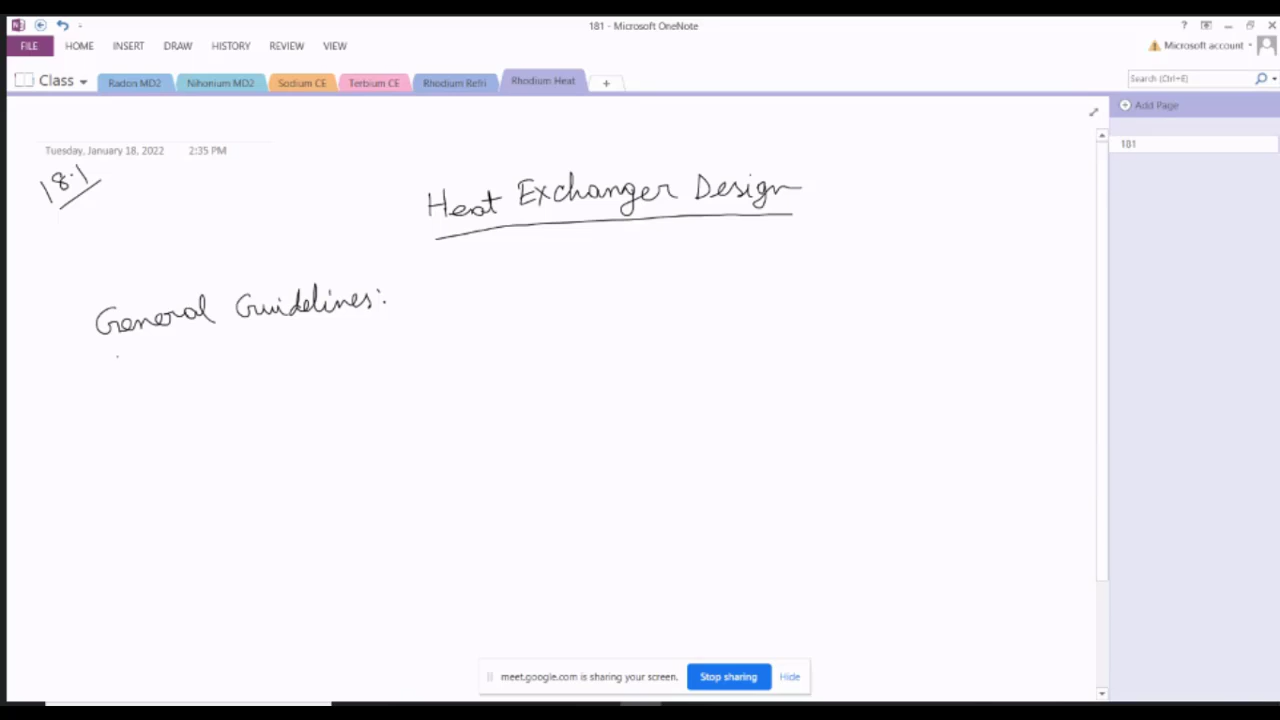 181 - Microsoft OneNote
?
FILE HOME INSERT DRAW HISTORY REVIEW VIEW
Microsoft account
Class Radon MD2 Nihonium MD2 Sodium CE Terbium CE Rhodium Refri Rhodium Heat +
Search (Ctrl+E)
Add Page
181
Tuesday, January 18, 2022 2:35 PM
18.1
Heat Exchanger Design
General Guidelines:
meet.google.com is sharing your screen. Stop sharing Hide